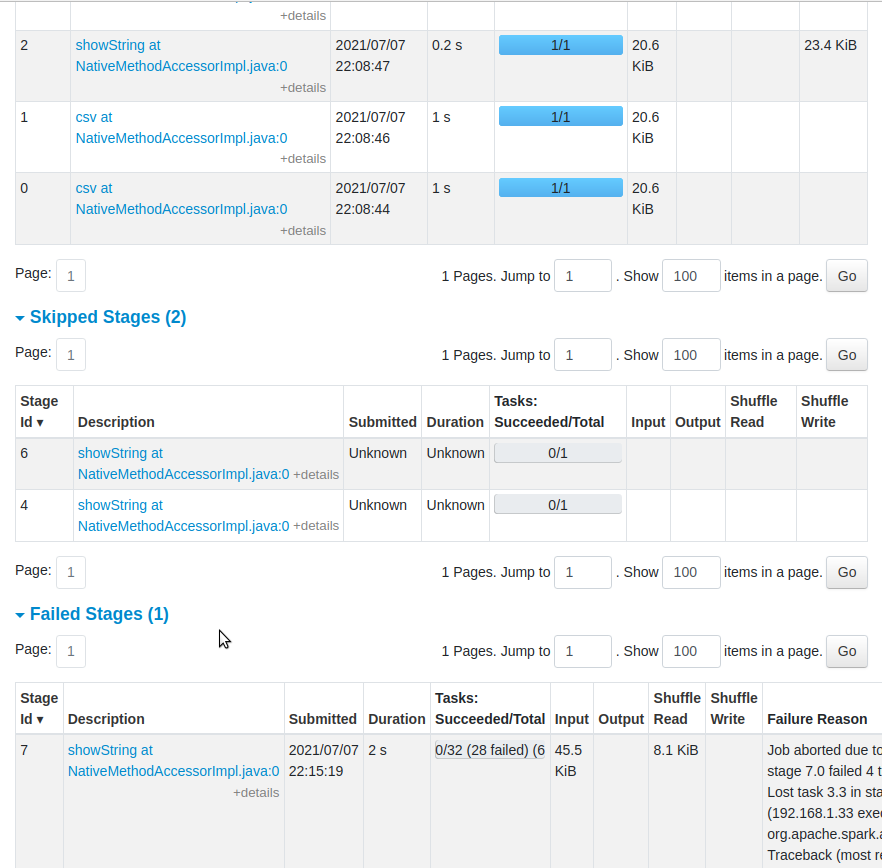 +details
2 showString at 2021/07/07 0.2 s 1/1 20.6 23.4 KiB
NativeMethodAccessorImpl.java:0 22:08:47 KiB
+details
1 csv at 2021/07/07 1 s 1/1 20.6
NativeMethodAccessorImpl.java:0 22:08:46 KiB
+details
0 csv at 2021/07/07 1 s 1/1 20.6
NativeMethodAccessorImpl.java:0 22:08:44 KiB
+details
Page: 1 1 Pages. Jump to 1 . Show 100 items in a page. Go
Skipped Stages (2)
Page: 1 1 Pages. Jump to 1 . Show 100 items in a page. Go
Stage Tasks: Shuffle Shuffle
Id ▾ Description Submitted Duration Succeeded/Total Input Output Read Write
6 showString at Unknown Unknown 0/1
NativeMethodAccessorImpl.java:0 +details
4 showString at Unknown Unknown 0/1
NativeMethodAccessorImpl.java:0 +details
Page: 1 1 Pages. Jump to 1 . Show 100 items in a page. Go
Failed Stages (1)
Page: 1 1 Pages. Jump to 1 . Show 100 items in a page. Go
Stage Tasks: Shuffle Shuffle
Id ▾ Description Submitted Duration Succeeded/Total Input Output Read Write Failure Reason
7 showString at 2021/07/07 2 s 0/32 (28 failed) (6 45.5 8.1 KiB Job aborted due to
NativeMethodAccessorImpl.java:0 22:15:19 KiB stage 7.0 failed 4 t
+details Lost task 3.3 in sta
(192.168.1.33 exec
org.apache.spark.a
Traceback (most re